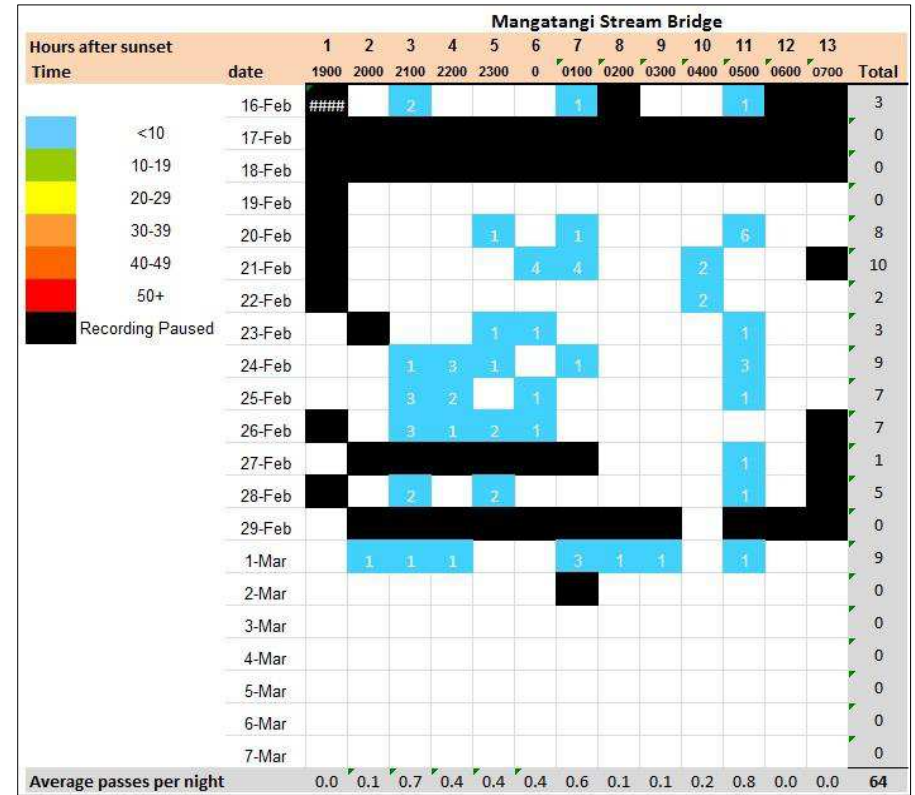 Mangatangi Stream Bridge
Hours after sunset 1 2 3 4 5 6 7 8 9 10 11 12 13
Time date 1900 2000 2100 2200 2300 0 0100 0200 0300 0400 0500 0600 0700 Total
16-Feb #### 2 1 1 3
<10 17-Feb 0
10-19 18-Feb 0
20-29 19-Feb 0
30-39 20-Feb 1 1 6 8
40-49 21-Feb 4 4 2 10
50+ 22-Feb 2 2
Recording Paused 23-Feb 1 1 1 3
24-Feb 1 3 1 1 3 9
25-Feb 3 2 1 1 7
26-Feb 3 1 2 1 7
27-Feb 1 1
28-Feb 2 2 1 5
29-Feb 0
1-Mar 1 1 1 3 1 1 1 9
2-Mar 0
3-Mar 0
4-Mar 0
5-Mar 0
6-Mar 0
7-Mar 0
Average passes per night 0.0 0.1 0.7 0.4 0.4 0.4 0.6 0.1 0.1 0.2 0.8 0.0 0.0 64